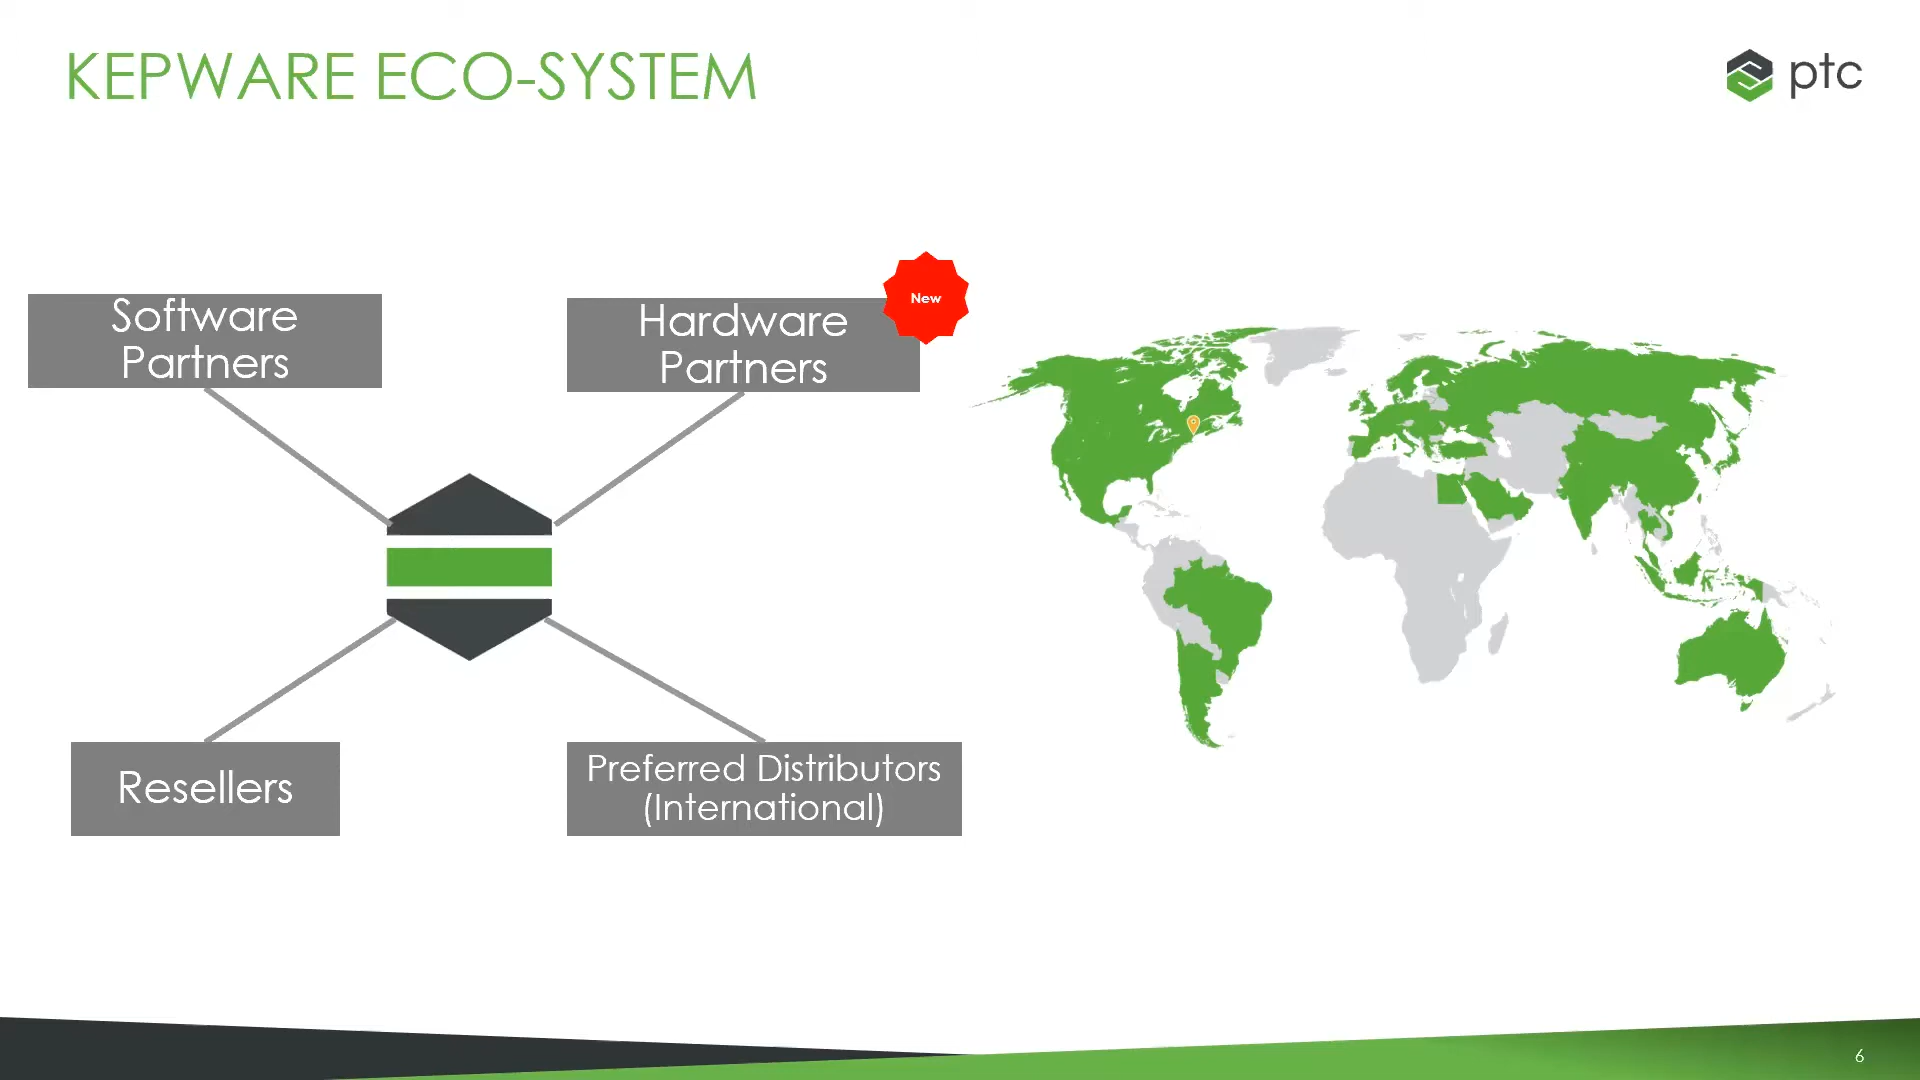 KEPWARE ECO-SYSTEM
ptc
Software
Partners
Hardware
Partners
New
Resellers
Preferred Distributors
(International)
6